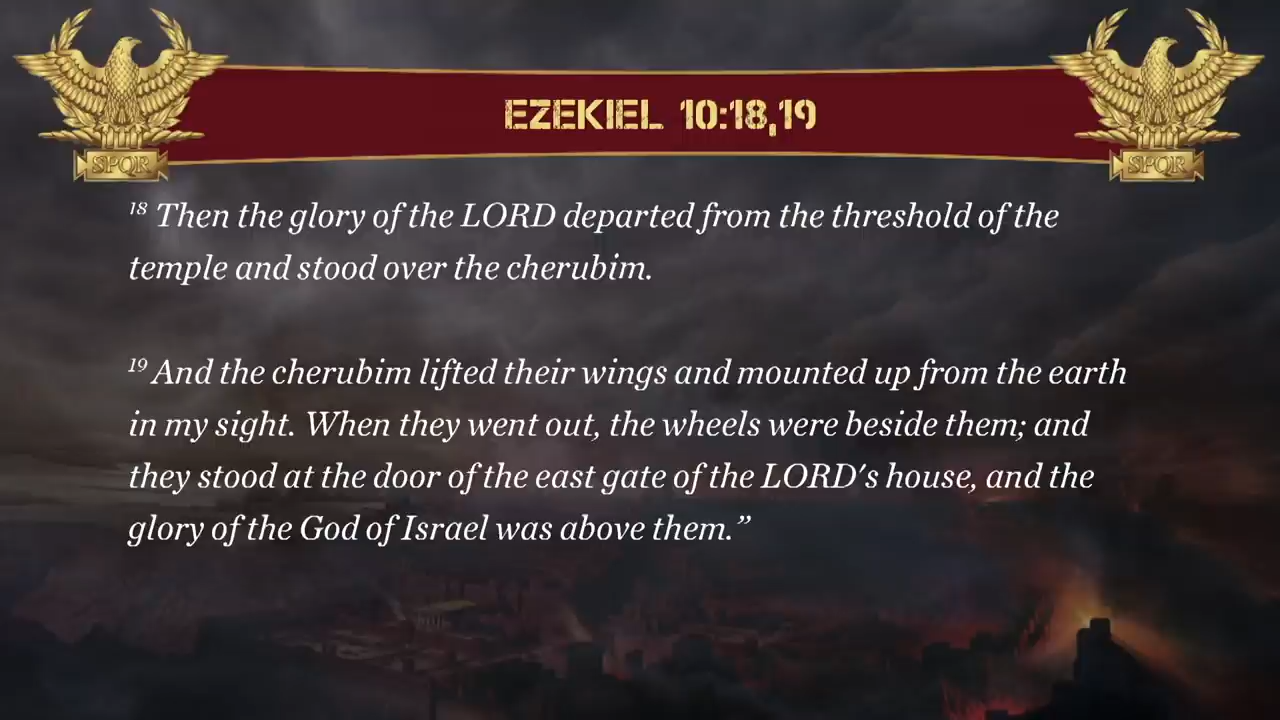 EZEKIEL 10:18,19
SPQR
SPQR
18 Then the glory of the LORD departed from the threshold of the
temple and stood over the cherubim.
19 And the cherubim lifted their wings and mounted up from the earth
in my sight. When they went out, the wheels were beside them; and
they stood at the door of the east gate of the LORD's house, and the
glory of the God of Israel was above them.”